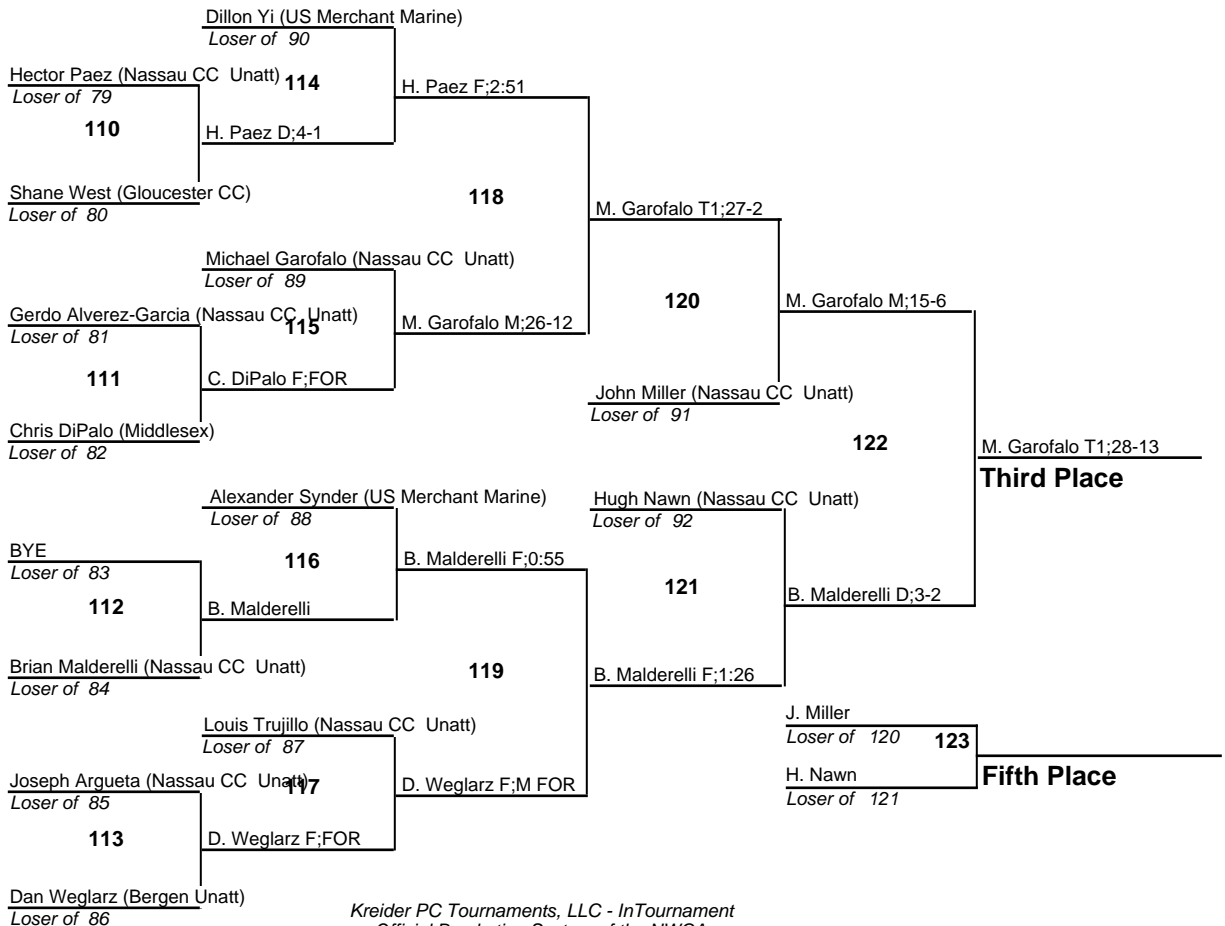 Dillon Yi (US Merchant Marine)
Loser of 90
Hector Paez (Nassau CC Unatt)
114
Loser of 79
H. Paez F;2:51
110
H. Paez D;4-1
Shane West (Gloucester CC)
Loser of 80
118
M. Garofalo T1;27-2
Michael Garofalo (Nassau CC Unatt)
Loser of 89
Gerdo Alverez-Garcia (Nassau CC Unatt)
115
Loser of 81
M. Garofalo M;26-12
120
M. Garofalo M;15-6
111
C. DiPalo F;FOR
John Miller (Nassau CC Unatt)
Loser of 91
Chris DiPalo (Middlesex)
Loser of 82
122
M. Garofalo T1;28-13
Third Place
Alexander Synder (US Merchant Marine)
Loser of 88
Hugh Nawn (Nassau CC Unatt)
Loser of 92
BYE
Loser of 83
116
B. Malderelli F;0:55
121
112
B. Malderelli
B. Malderelli D;3-2
Brian Malderelli (Nassau CC Unatt)
Loser of 84
119
B. Malderelli F;1:26
Louis Trujillo (Nassau CC Unatt)
Loser of 87
J. Miller
Loser of 120
123
Joseph Argueta (Nassau CC Unatt)
117
Loser of 85
D. Weglarz F;M FOR
H. Nawn
Loser of 121
Fifth Place
113
D. Weglarz F;FOR
Dan Weglarz (Bergen Unatt)
Loser of 86
Kreider PC Tournaments, LLC - InTournament